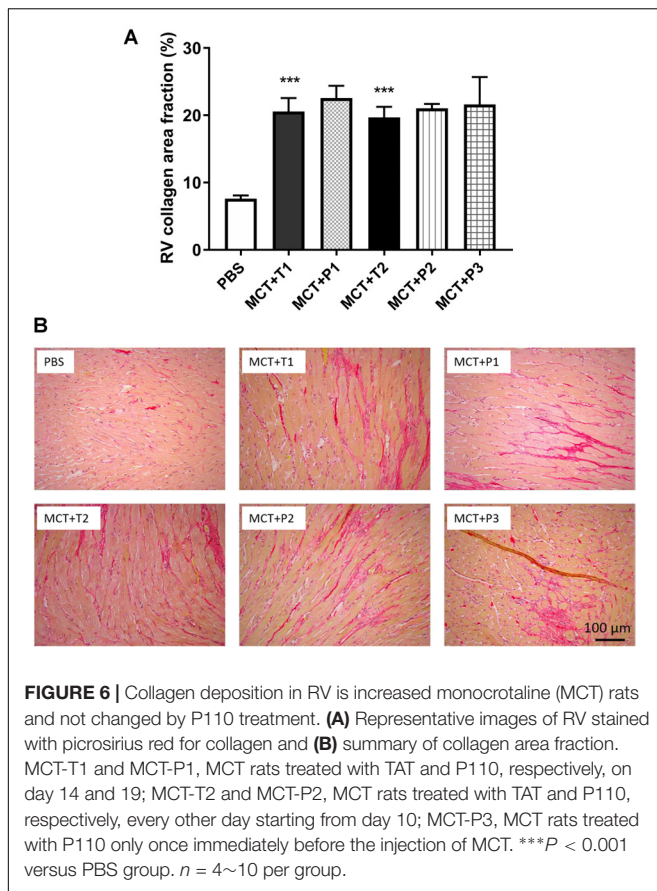 A
RV collagen area fraction (%)
30
20
10
0
***
***
PBS
MCT+T1
MCT+P1
MCT+T2
MCT+P2
MCT+P3
B
PBS
MCT+T1
MCT+P1
MCT+T2
MCT+P2
MCT+P3
100 μm
FIGURE 6 | Collagen deposition in RV is increased monocrotaline (MCT) rats
and not changed by P110 treatment. (A) Representative images of RV stained
with picrosirius red for collagen and (B) summary of collagen area fraction.
MCT-T1 and MCT-P1, MCT rats treated with TAT and P110, respectively, on
day 14 and 19; MCT-T2 and MCT-P2, MCT rats treated with TAT and P110,
respectively, every other day starting from day 10; MCT-P3, MCT rats treated
with P110 only once immediately before the injection of MCT. ***P < 0.001
versus PBS group. n = 4~10 per group.